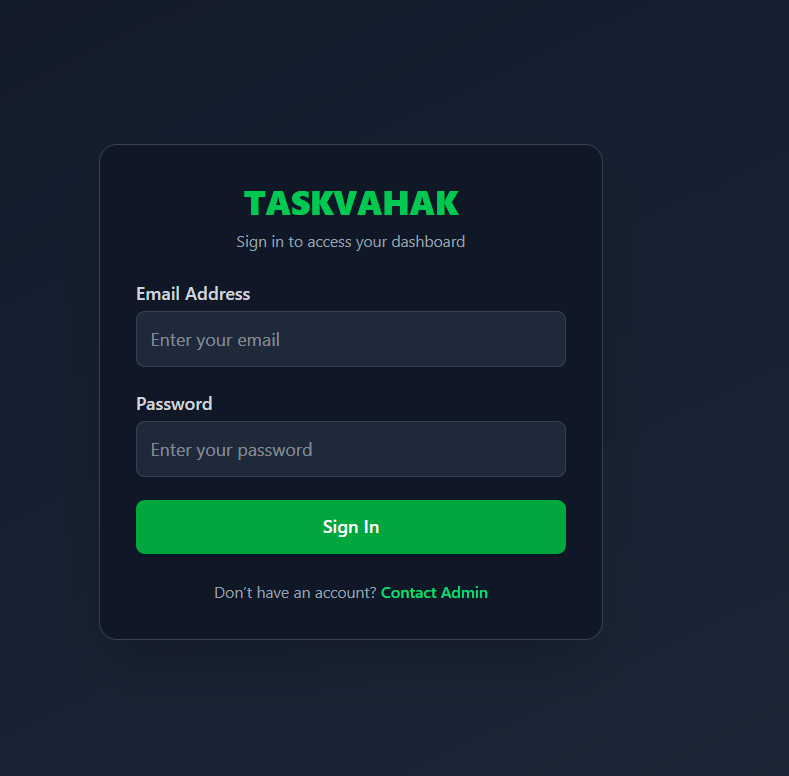 TASKVAHAK
Sign in to access your dashboard
Email Address
Enter your email
Password
Enter your password
Sign In
Don’t have an account? Contact Admin